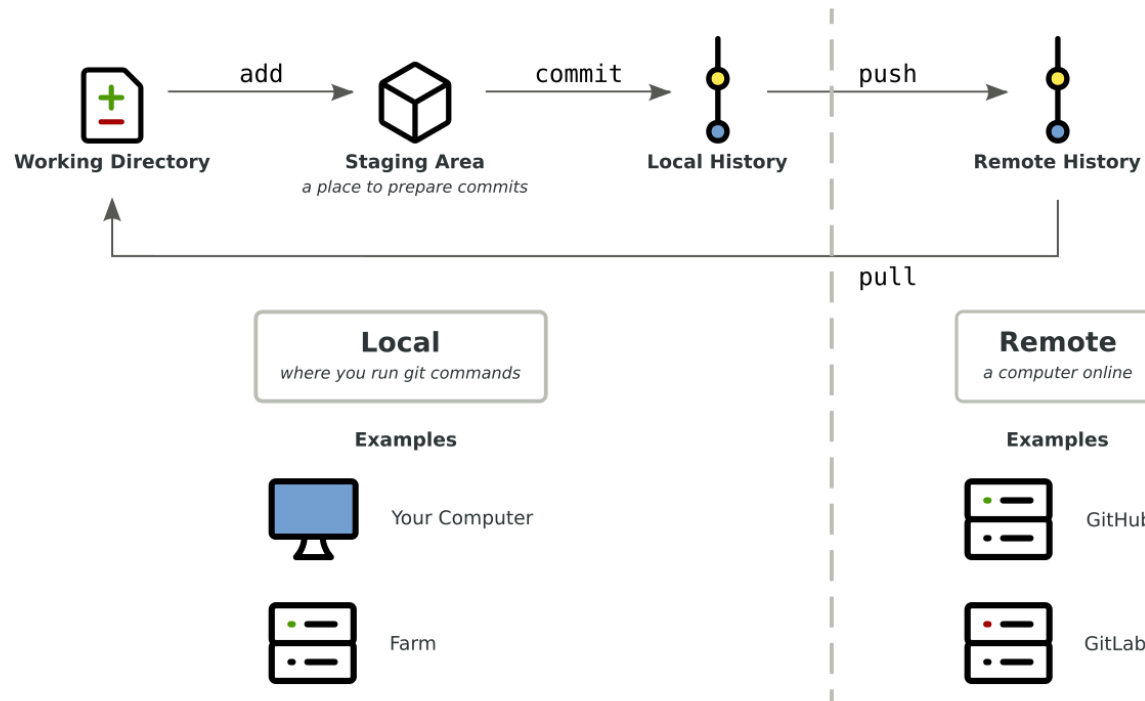 add
commit
push
Working Directory
Staging Area
a place to prepare commits
Local History
Remote History
pull
Local
where you run git commands
Remote
a computer online
Examples
Examples
Your Computer
GitHub
Farm
GitLab